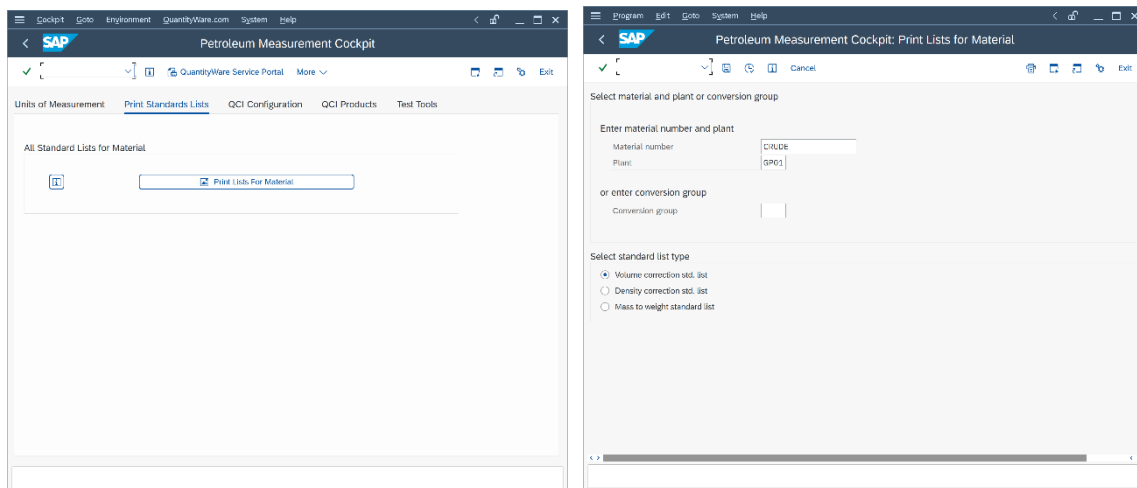 Cockpit Goto Environment QuantityWare.com System Help
SAP Petroleum Measurement Cockpit
QuantityWare Service Portal More Exit
Units of Measurement Print Standards Lists QCI Configuration QCI Products Test Tools
All Standard Lists for Material
Print Lists For Material
Program Edit Goto System Help
SAP Petroleum Measurement Cockpit: Print Lists for Material
Cancel Exit
Select material and plant or conversion group
Enter material number and plant
Material number CRUDE
Plant GP01
or enter conversion group
Conversion group
Select standard list type
Volume correction std. list
Density correction std. list
Mass to weight standard list